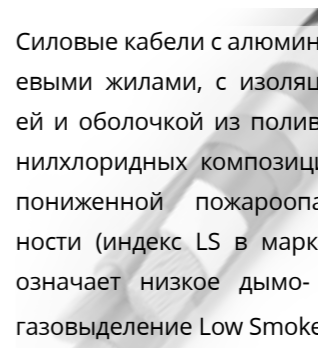 Силовые кабели с алюмин
евыми жилами, с изоляц
ей и оболочкой из полив
нилхлоридных композици
пониженной пожароопа
ности (индекс LS в марк
означает низкое дымо-
газовыделение Low Smoke